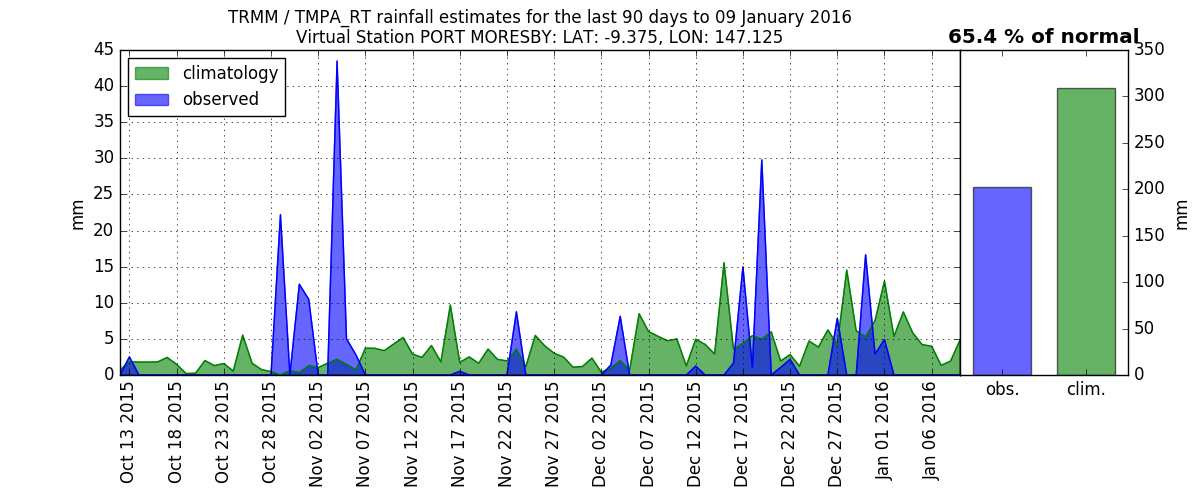 TRMM / TMPA_RT rainfall estimates for the last 90 days to 09 January 2016
Virtual Station PORT MORESBY: LAT: -9.375, LON: 147.125
65.4 % of normal
climatology
observed
45
40
35
30
25
20
15
10
5
0
mm
Oct 13 2015
Oct 18 2015
Oct 23 2015
Oct 28 2015
Nov 02 2015
Nov 07 2015
Nov 12 2015
Nov 17 2015
Nov 22 2015
Nov 27 2015
Dec 02 2015
Dec 07 2015
Dec 12 2015
Dec 17 2015
Dec 22 2015
Dec 27 2015
Jan 01 2016
Jan 06 2016
obs.
clim.
350
300
250
200
150
100
50
0
mm